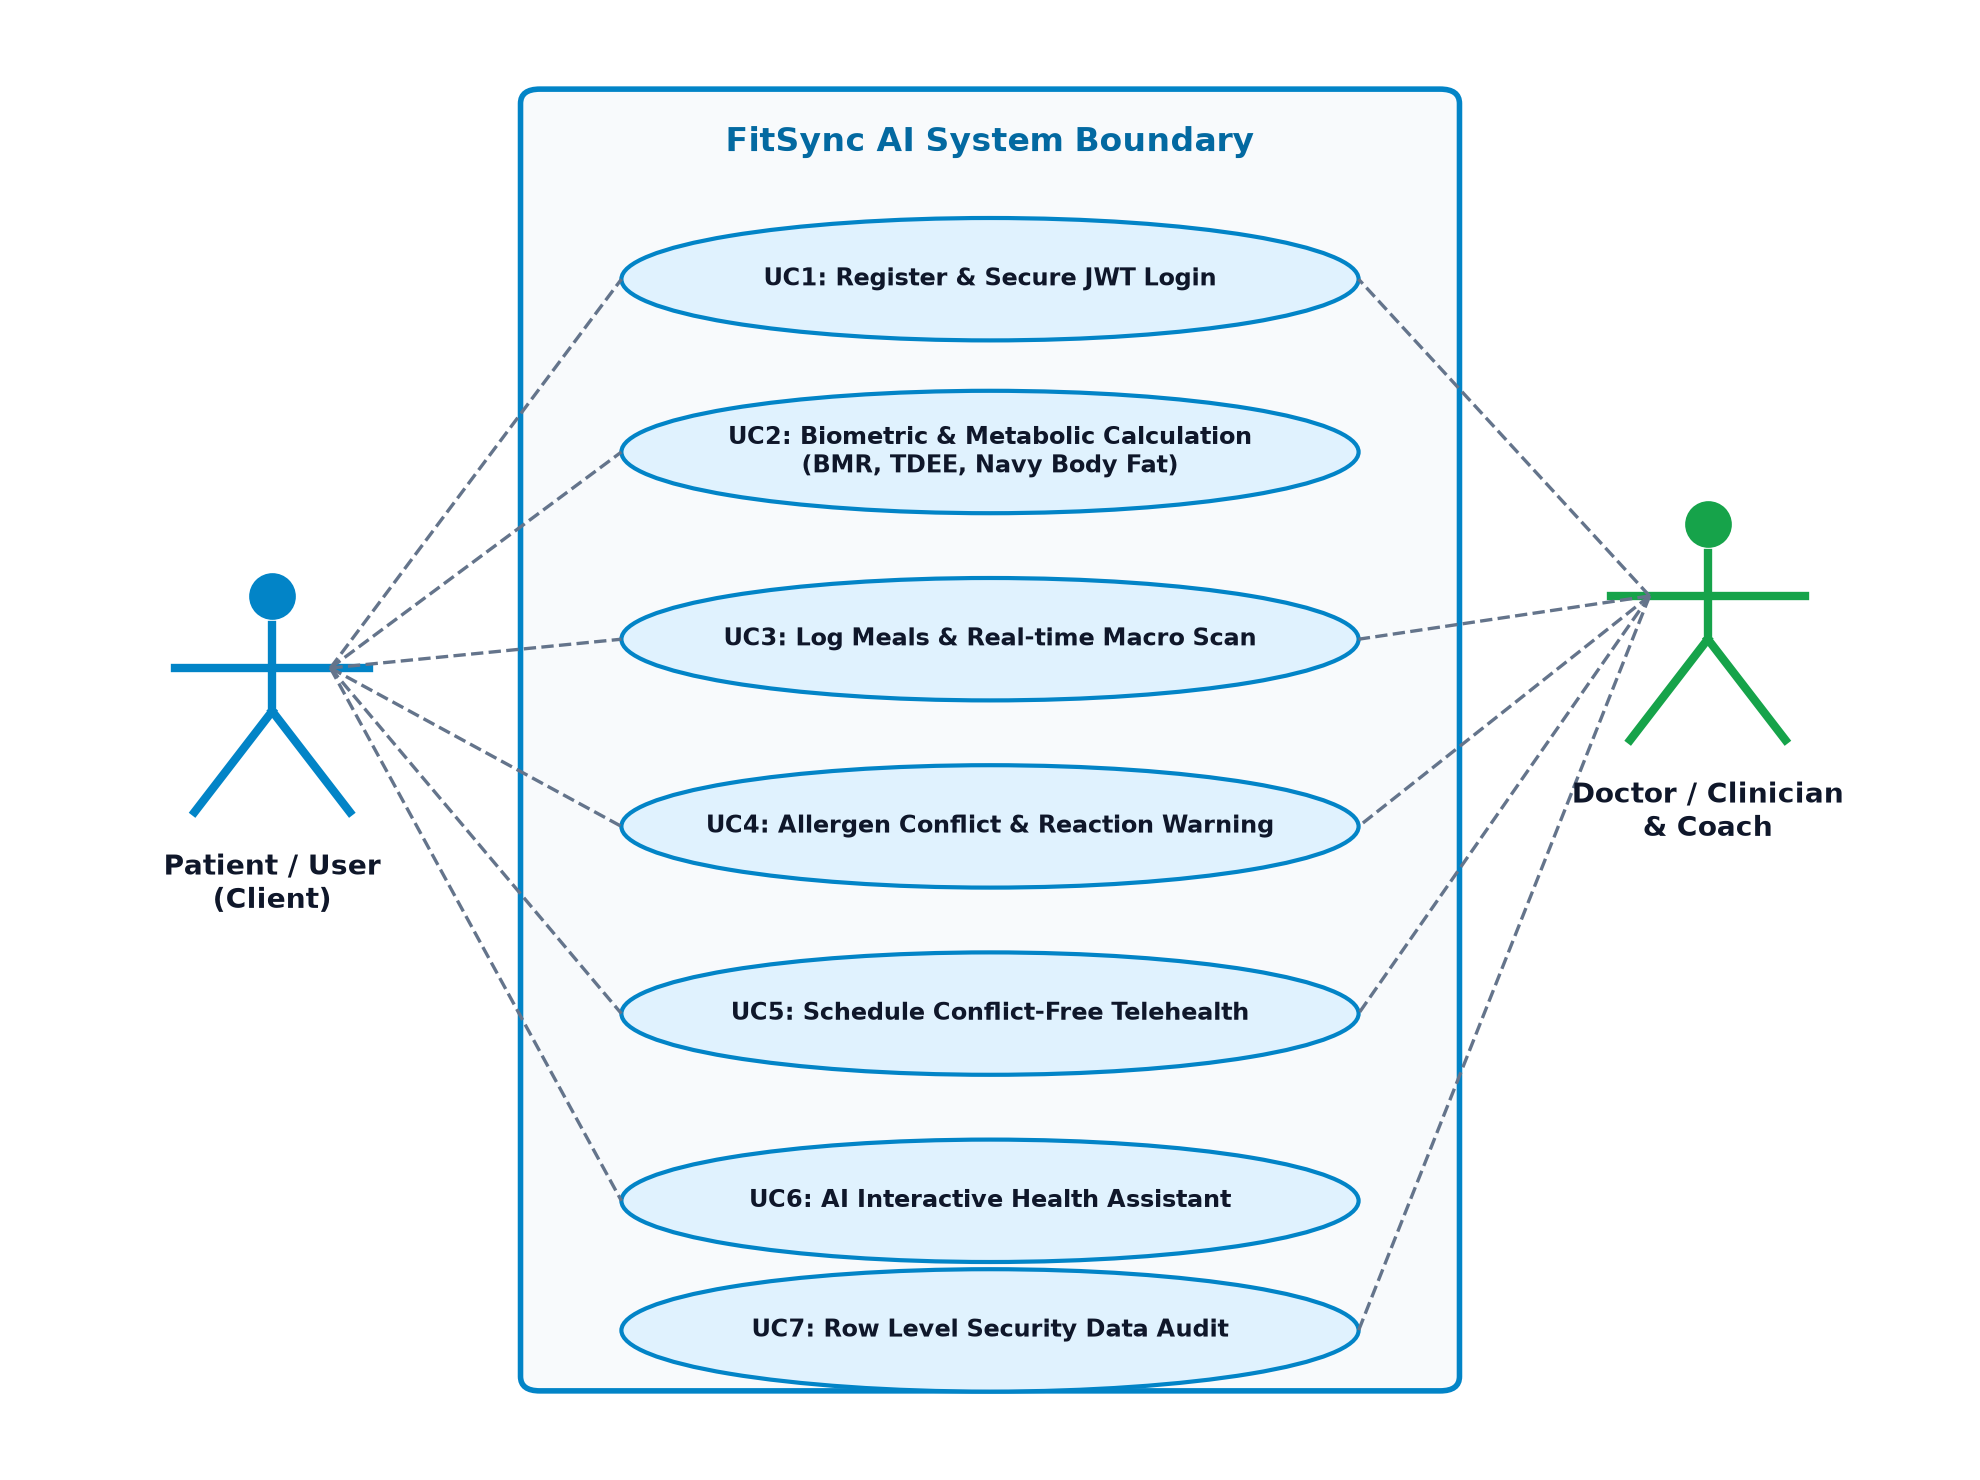 FitSync AI System Boundary
UC1: Register & Secure JWT Login
UC2: Biometric & Metabolic Calculation
(BMR, TDEE, Navy Body Fat)
UC3: Log Meals & Real-time Macro Scan
UC4: Allergen Conflict & Reaction Warning
UC5: Schedule Conflict-Free Telehealth
UC6: AI Interactive Health Assistant
UC7: Row Level Security Data Audit
Patient / User
(Client)
Doctor / Clinician
& Coach